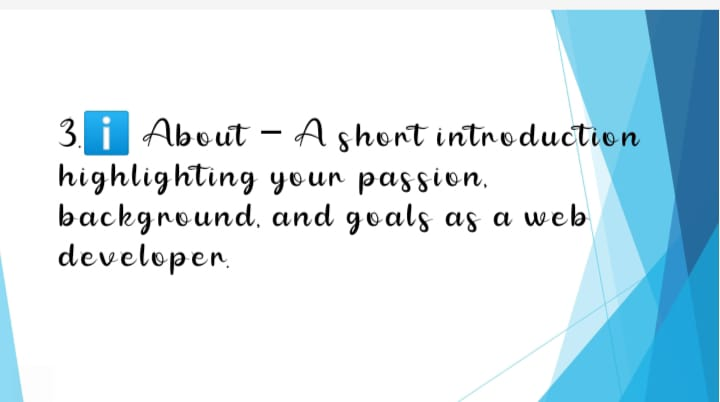 3.ℹ️ About – A short introduction
highlighting your passion,
background, and goals as a web
developer.